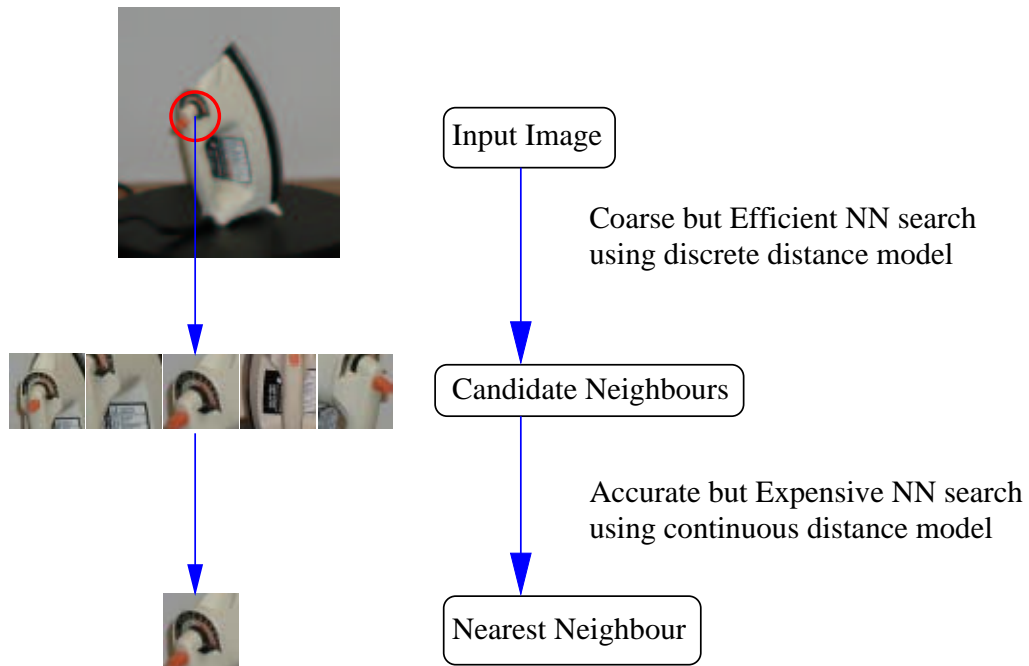 Input Image
Coarse but Efficient NN search
using discrete distance model
Candidate Neighbours
Accurate but Expensive NN search
using continuous distance model
Nearest Neighbour